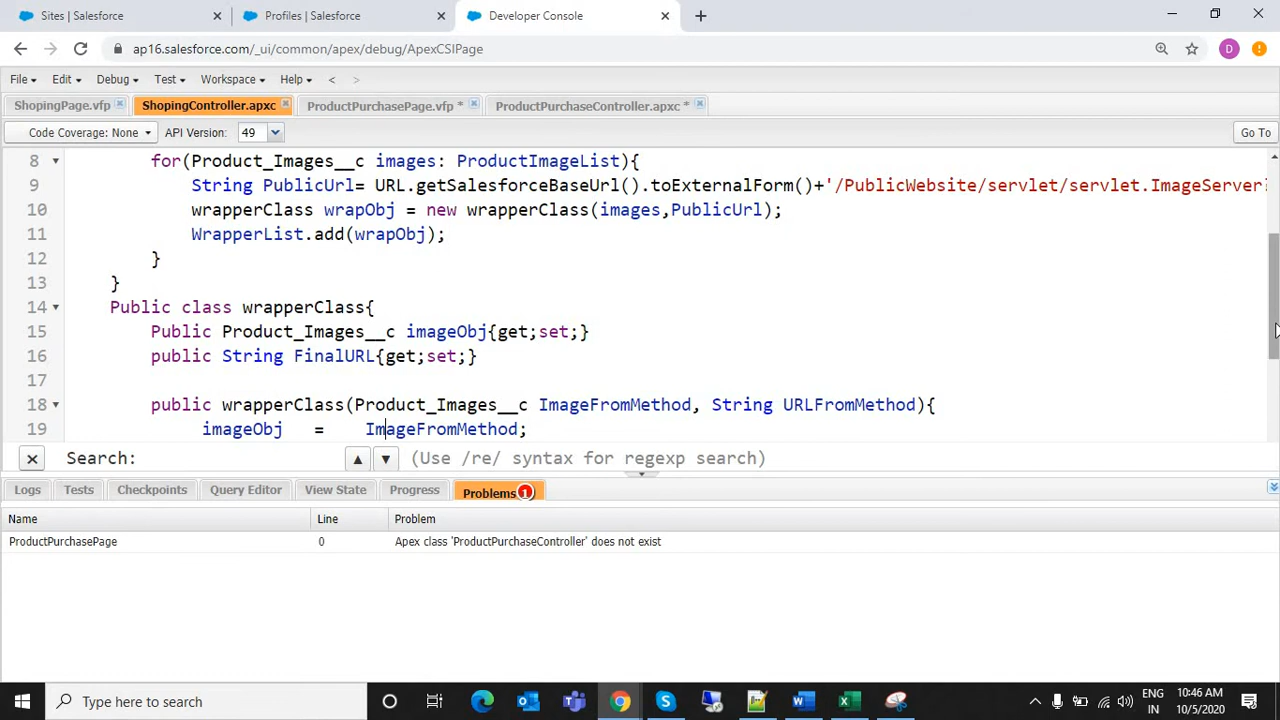 Sites | Salesforce × Profiles | Salesforce × Developer Console × +
ap16.salesforce.com/_ui/common/apex/debug/ApexCSIPage D
File Edit Debug Test Workspace Help < >
ShopingPage.vfp ShopingController.apxc ProductPurchasePage.vfp * ProductPurchaseController.apxc *
Code Coverage: None API Version: 49 Go To
8 for(Product_Images__c images: ProductImageList){
9 String PublicUrl= URL.getSalesforceBaseUrl().toExternalForm()+'/PublicWebsite/servlet/servlet.ImageServer?
10 wrapperClass wrapObj = new wrapperClass(images,PublicUrl);
11 WrapperList.add(wrapObj);
12 }
13 }
14 Public class wrapperClass{
15 Public Product_Images__c imageObj{get;set;}
16 public String FinalURL{get;set;}
17
18 public wrapperClass(Product_Images__c ImageFromMethod, String URLFromMethod){
19 imageObj = ImageFromMethod;
Search: (Use /re/ syntax for regexp search)
Logs Tests Checkpoints Query Editor View State Progress Problems 1
Name Line Problem
ProductPurchasePage 0 Apex class 'ProductPurchaseController' does not exist
Type here to search ENG 10:46 AM
IN 10/5/2020